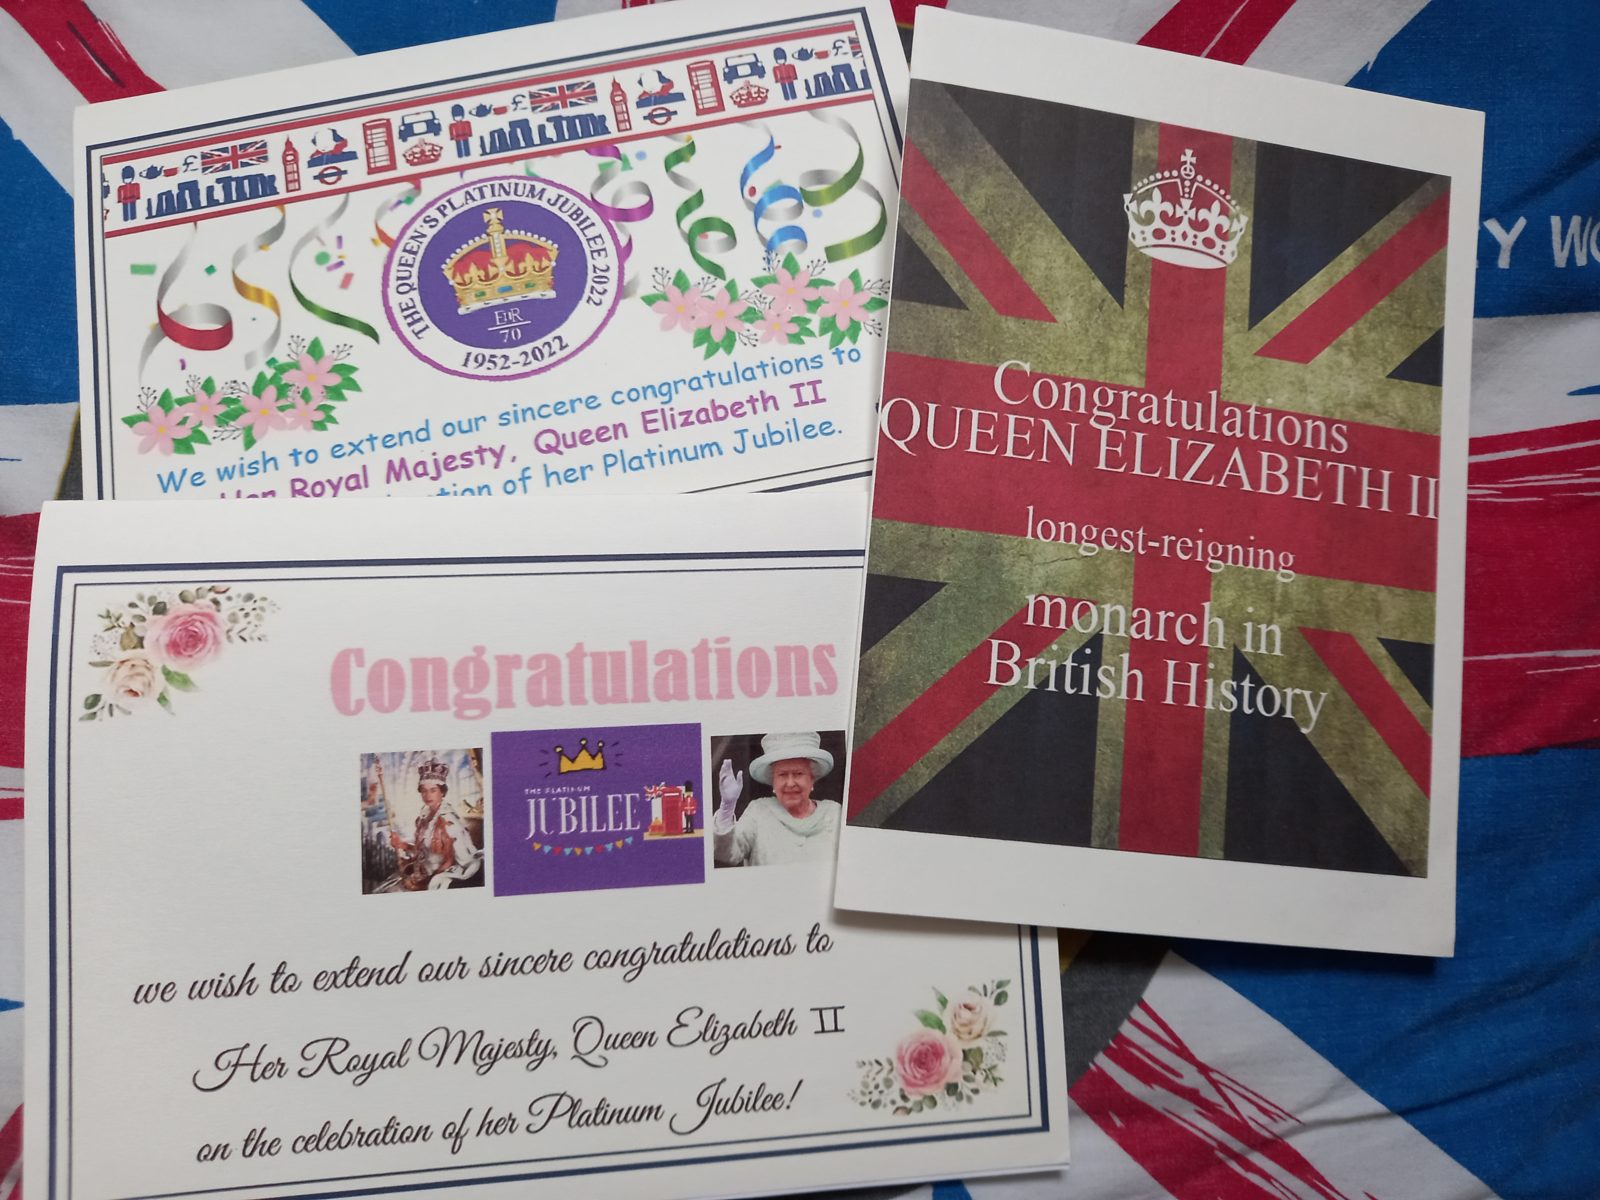 THE QUEEN'S PLATINUM JUBILEE 2022
EIIR
70
1952-2022
We wish to extend our sincere congratulations to
Her Royal Majesty, Queen Elizabeth II
of her Platinum Jubilee.
Congratulations
QUEEN ELIZABETH II
longest-reigning
monarch in
British History
Y WO
Congratulations
THE PLATINUM
JUBILEE
we wish to extend our sincere congratulations to
Her Royal Majesty, Queen Elizabeth II
on the celebration of her Platinum Jubilee!